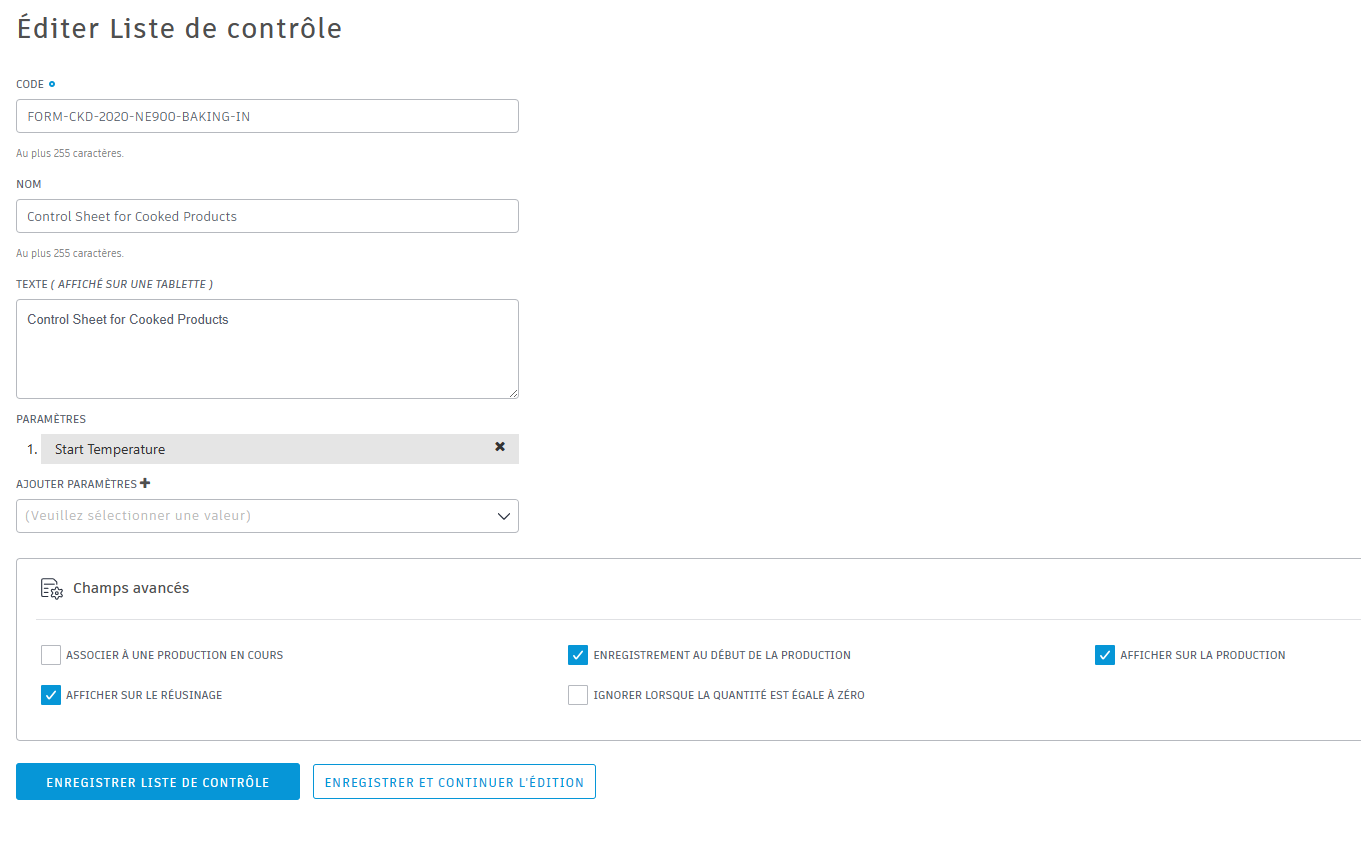 Éditer Liste de contrôle
CODE
FORM-CKD-2020-NE900-BAKING-IN
Au plus 255 caractères.
NOM
Control Sheet for Cooked Products
Au plus 255 caractères.
TEXTE ( AFFICHÉ SUR UNE TABLETTE )
Control Sheet for Cooked Products
PARAMÈTRES
1. Start Temperature
AJOUTER PARAMÈTRES
(Veuillez sélectionner une valeur)
Champs avancés
ASSOCIER À UNE PRODUCTION EN COURS
ENREGISTREMENT AU DÉBUT DE LA PRODUCTION
AFFICHER SUR LA PRODUCTION
AFFICHER SUR LE RÉUSINAGE
IGNORER LORSQUE LA QUANTITÉ EST ÉGALE À ZÉRO
ENREGISTRER LISTE DE CONTRÔLE
ENREGISTRER ET CONTINUER L'ÉDITION